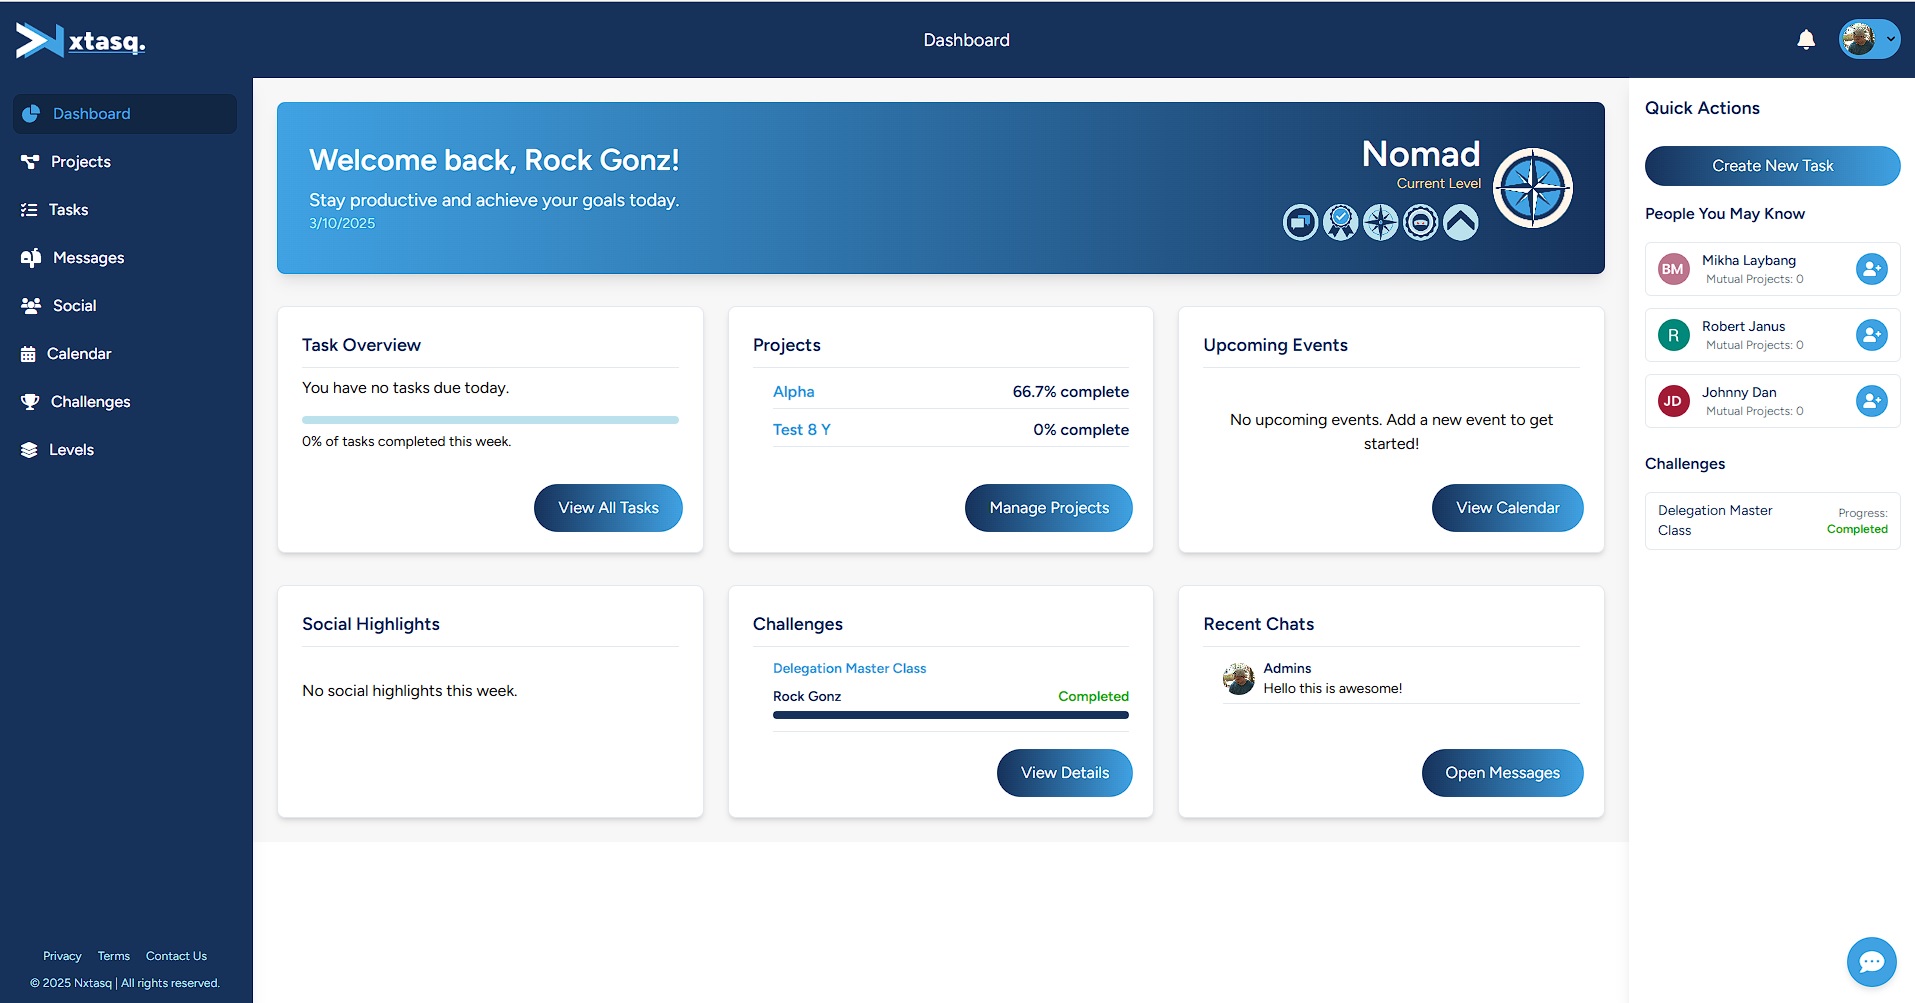 xtasq.
Dashboard
Dashboard
Projects
Tasks
Messages
Social
Calendar
Challenges
Levels
Privacy Terms Contact Us
© 2025 Nxtasq | All rights reserved.
Welcome back, Rock Gonz!
Stay productive and achieve your goals today.
3/10/2025
Nomad
Current Level
Task Overview
You have no tasks due today.
0% of tasks completed this week.
View All Tasks
Projects
Alpha 66.7% complete
Test 8 Y 0% complete
Manage Projects
Upcoming Events
No upcoming events. Add a new event to get
started!
View Calendar
Social Highlights
No social highlights this week.
Challenges
Delegation Master Class
Rock Gonz Completed
View Details
Recent Chats
Admins
Hello this is awesome!
Open Messages
Quick Actions
Create New Task
People You May Know
BM Mikha Laybang
Mutual Projects: 0
R Robert Janus
Mutual Projects: 0
JD Johnny Dan
Mutual Projects: 0
Challenges
Delegation Master
Class
Progress:
Completed